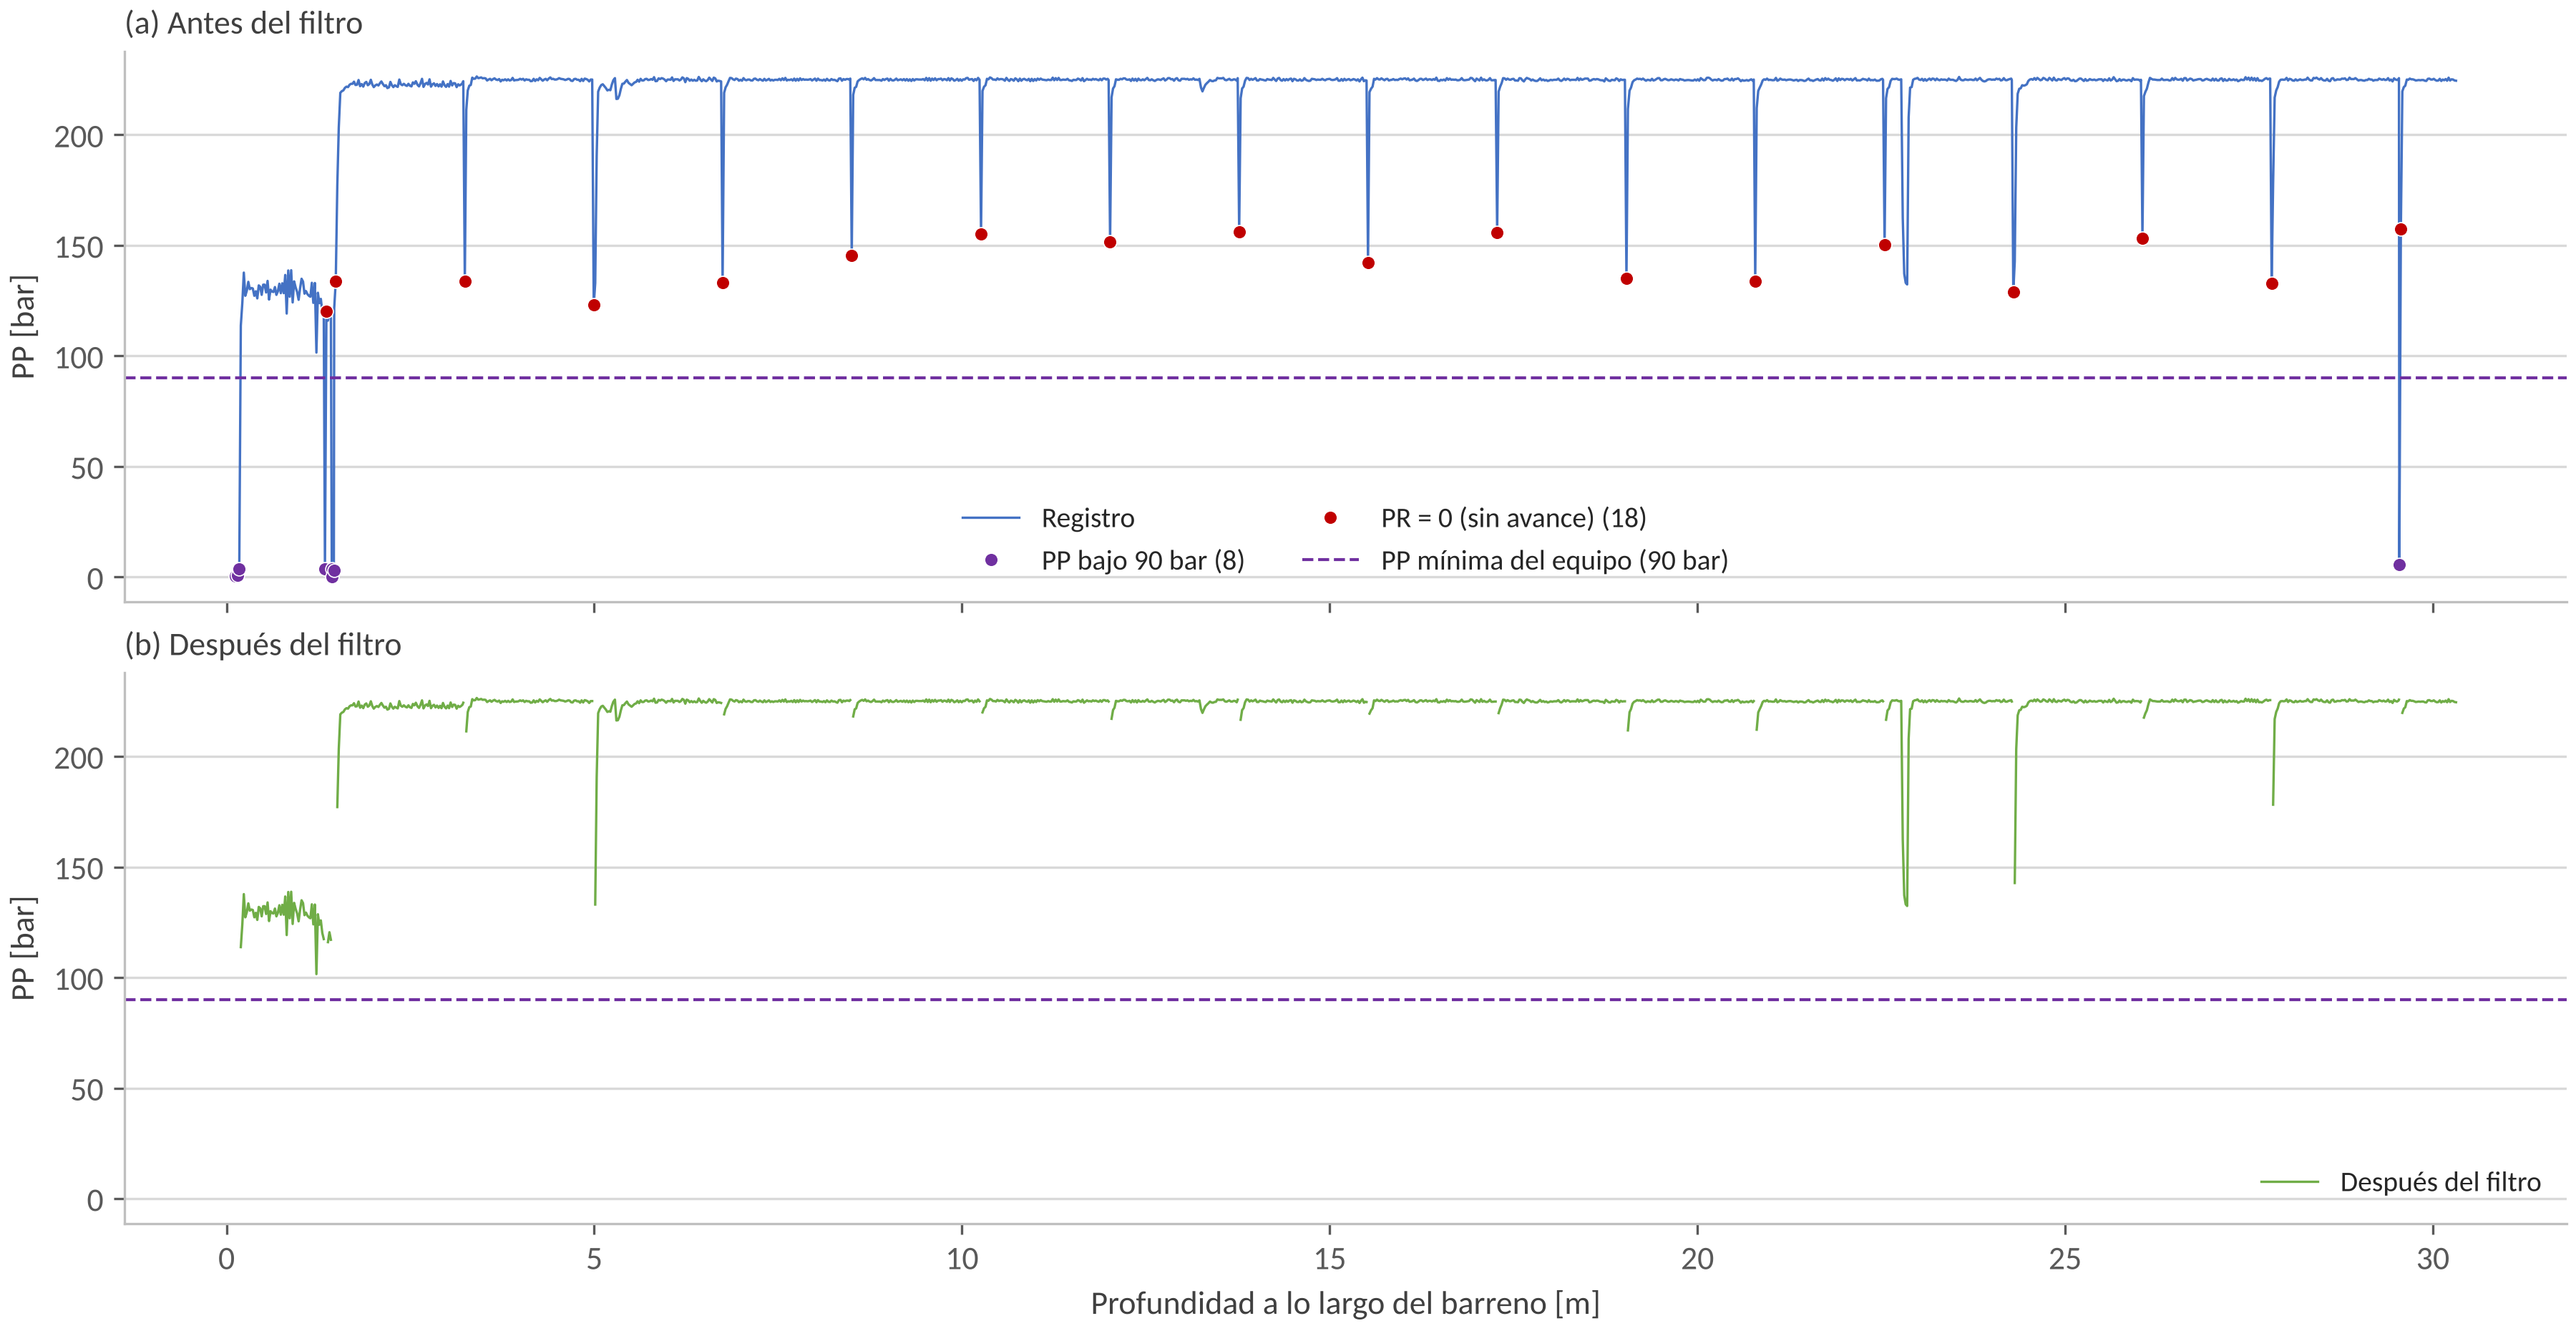 (a) Antes del filtro
PP [bar]
200
150
100
50
0
Registro
PR = 0 (sin avance) (18)
PP bajo 90 bar (8)
PP mínima del equipo (90 bar)
(b) Después del filtro
PP [bar]
200
150
100
50
0
Después del filtro
0 5 10 15 20 25 30
Profundidad a lo largo del barreno [m]